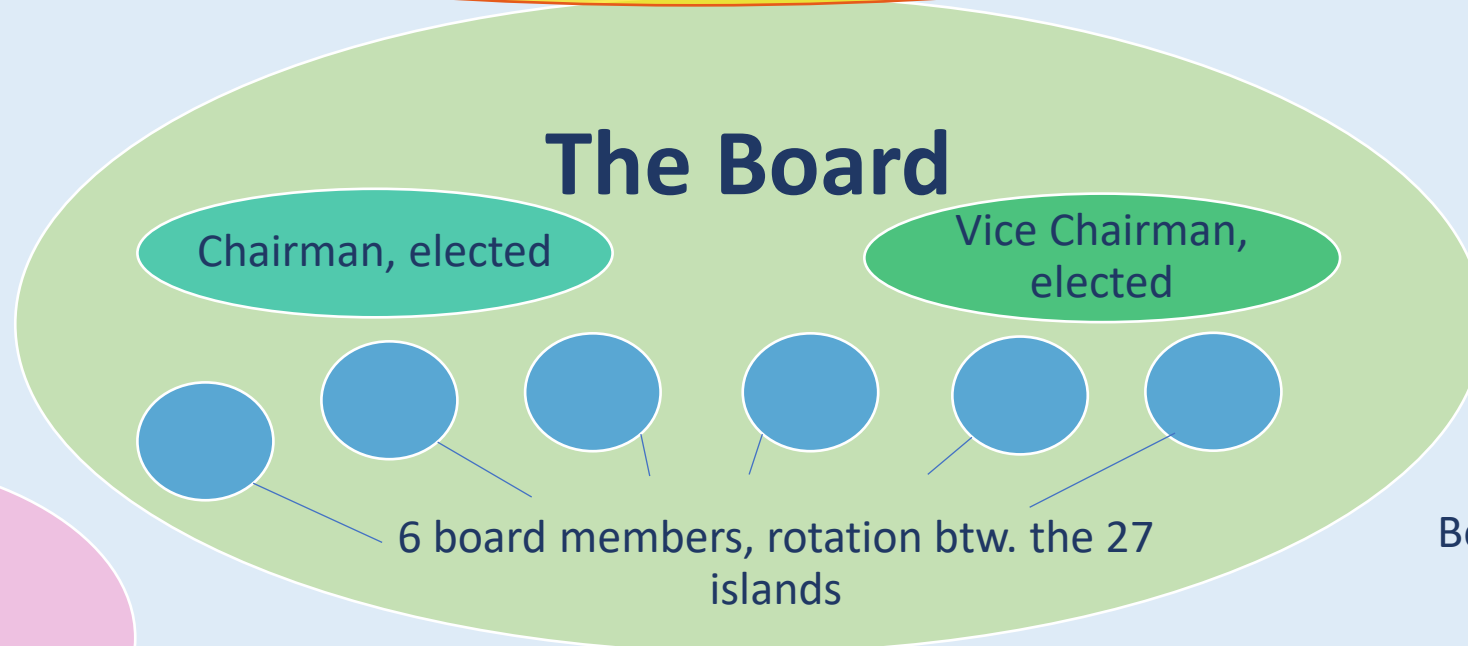 The Board
Chairman, elected
Vice Chairman,
elected
6 board members, rotation btw. the 27
islands